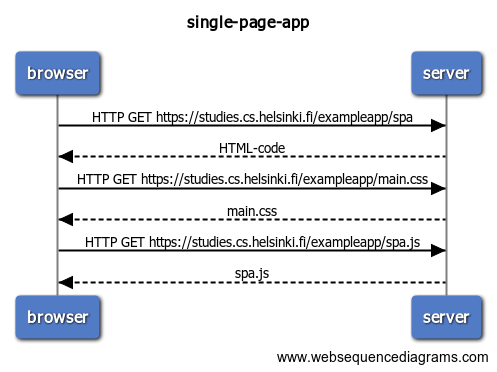 single-page-app
browser
server
HTTP GET https://studies.cs.helsinki.fi/exampleapp/spa
HTML-code
HTTP GET https://studies.cs.helsinki.fi/exampleapp/main.css
main.css
HTTP GET https://studies.cs.helsinki.fi/exampleapp/spa.js
spa.js
browser
server
www.websequencediagrams.com